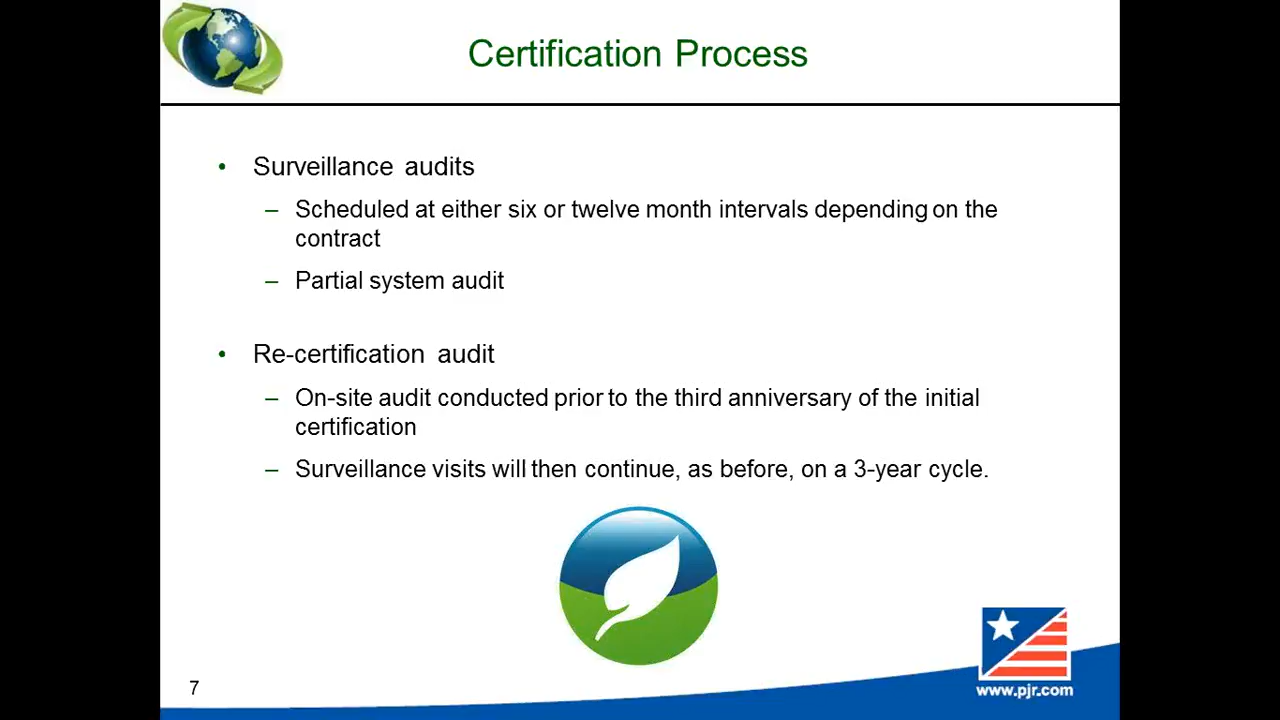 Certification Process
• Surveillance audits
– Scheduled at either six or twelve month intervals depending on the
contract
– Partial system audit
• Re-certification audit
– On-site audit conducted prior to the third anniversary of the initial
certification
– Surveillance visits will then continue, as before, on a 3-year cycle.
7
www.pjr.com